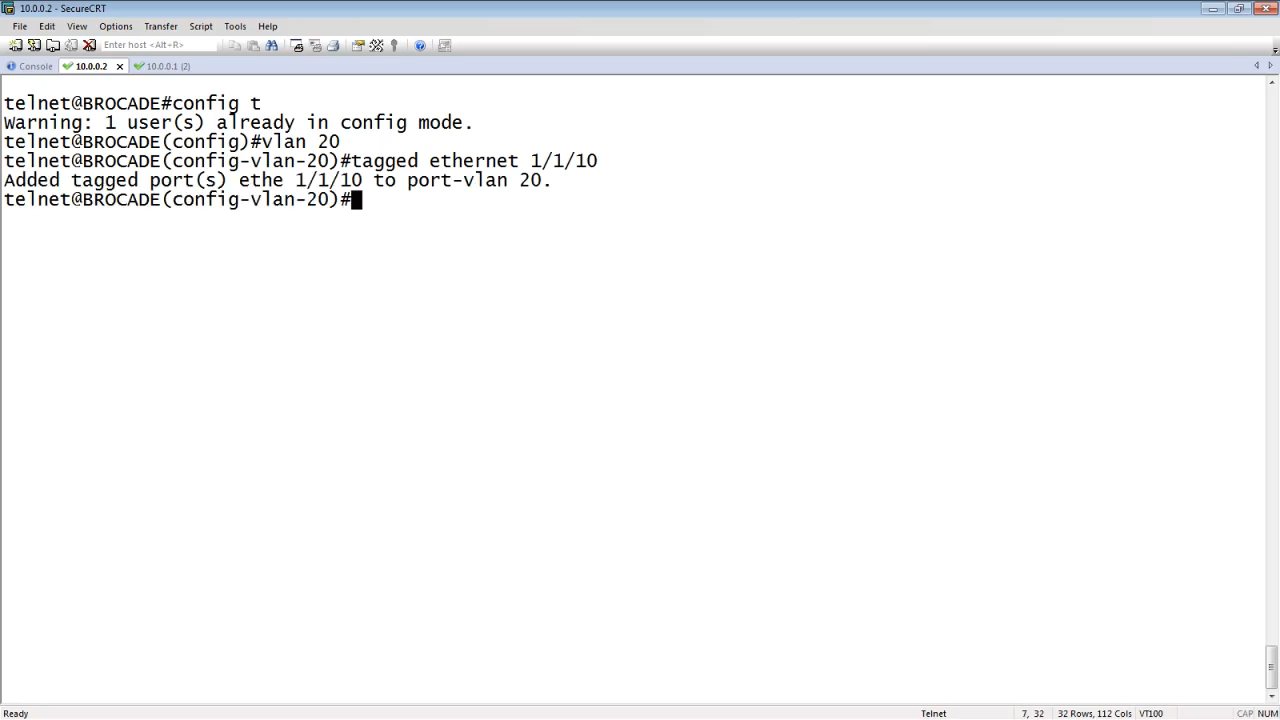 10.0.0.2 - SecureCRT
File Edit View Options Transfer Script Tools Help
Enter host <Alt+R>
Console 10.0.0.2 10.0.0.1 (2)
telnet@BROCADE#config t
Warning: 1 user(s) already in config mode.
telnet@BROCADE(config)#vlan 20
telnet@BROCADE(config-vlan-20)#tagged ethernet 1/1/10
Added tagged port(s) ethe 1/1/10 to port-vlan 20.
telnet@BROCADE(config-vlan-20)#
Ready Telnet 7, 32 32 Rows, 112 Cols VT100 CAP NUM